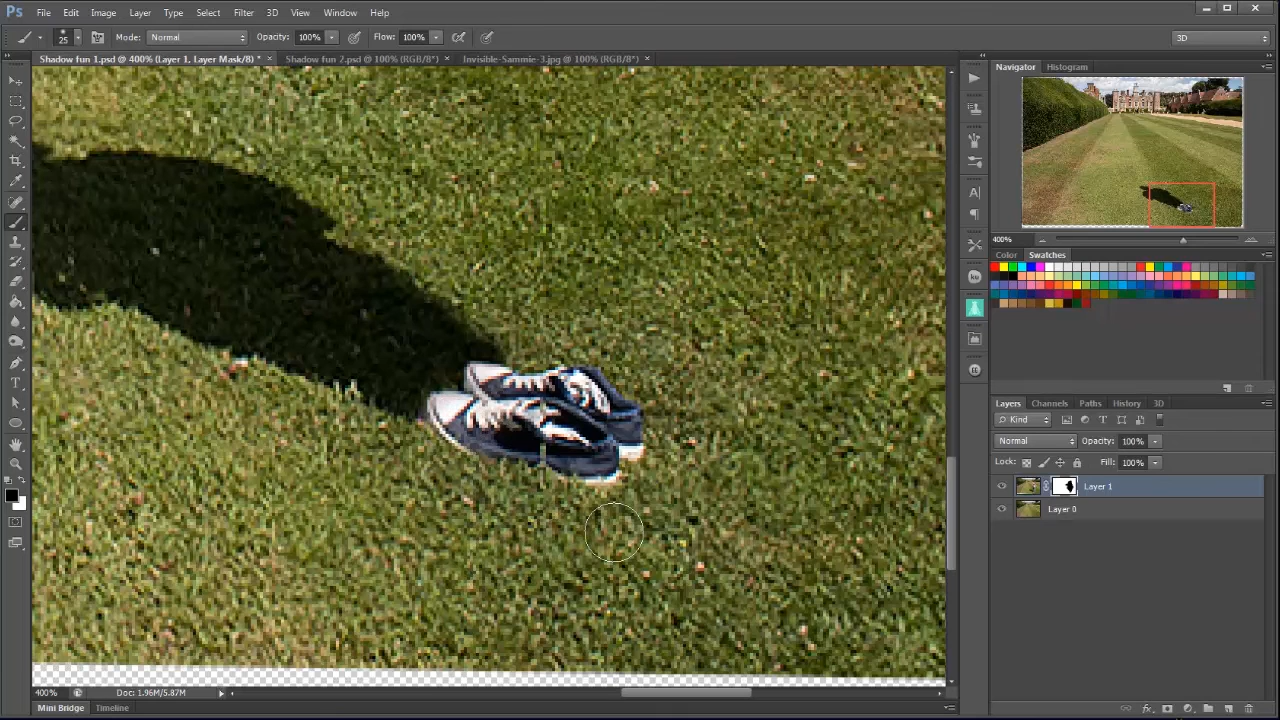 Ps File Edit Image Layer Type Select Filter 3D View Window Help
25 Mode: Normal Opacity: 100% Flow: 100% 3D
Shadow fun 1.psd @ 400% (Layer 1, Layer Mask/8) * × Shadow fun 2.psd @ 100% (RGB/8*) × Invisible-Sammie-3.jpg @ 100% (RGB/8*) ×
Navigator Histogram
400%
Color Swatches
Layers Channels Paths History 3D
Kind
Normal Opacity: 100%
Lock: Fill: 100%
Layer 1
Layer 0
400% Doc: 1.96M/5.87M
Mini Bridge Timeline